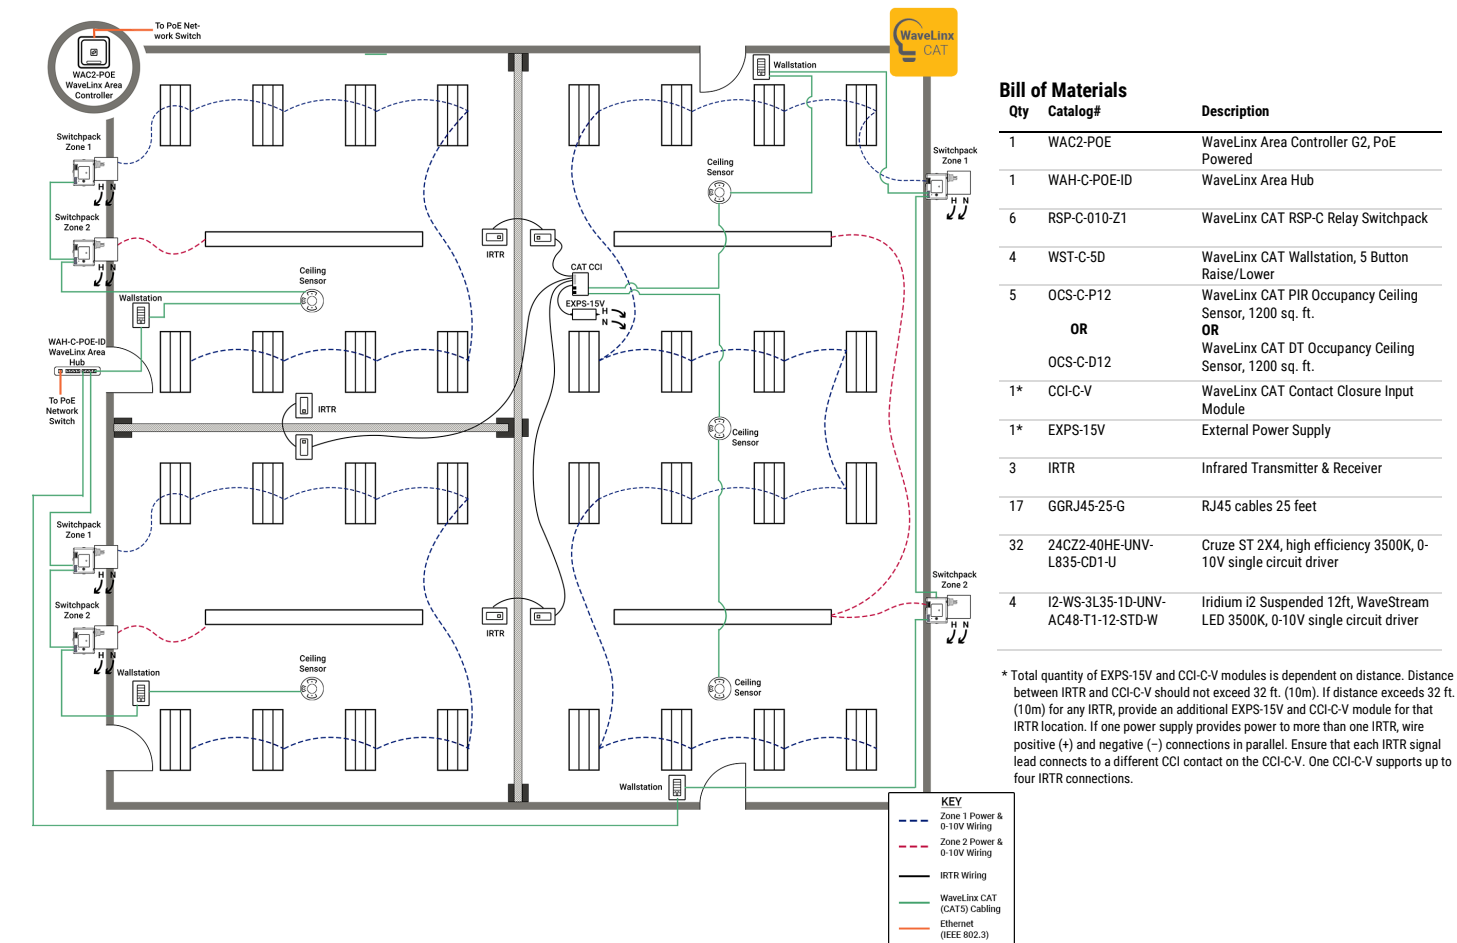 To PoE Net-
work Switch
WAC2-POE
WaveLinx Area
Controller
WaveLinx
CAT
Wallstation
Switchpack
Zone 1
H N
Switchpack
Zone 2
H N
Ceiling
Sensor
Wallstation
WAH-C-POE-ID
WaveLinx Area
Hub
To PoE
Network
Switch
IRTR
IRTR
CAT CCI
EXPS-15V
H
N
Ceiling
Sensor
Switchpack
Zone 1
H N
Ceiling
Sensor
Switchpack
Zone 1
H N
Switchpack
Zone 2
H N
Wallstation
Ceiling
Sensor
IRTR
Ceiling
Sensor
Switchpack
Zone 2
H N
Wallstation
KEY
Zone 1 Power &
0-10V Wiring
Zone 2 Power &
0-10V Wiring
IRTR Wiring
WaveLinx CAT
(CAT5) Cabling
Ethernet
(IEEE 802.3)
Bill of Materials
Qty Catalog# Description
1 WAC2-POE WaveLinx Area Controller G2, PoE
Powered
1 WAH-C-POE-ID WaveLinx Area Hub
6 RSP-C-010-Z1 WaveLinx CAT RSP-C Relay Switchpack
4 WST-C-5D WaveLinx CAT Wallstation, 5 Button
Raise/Lower
5 OCS-C-P12 WaveLinx CAT PIR Occupancy Ceiling
Sensor, 1200 sq. ft.
OR OR
WaveLinx CAT DT Occupancy Ceiling
OCS-C-D12 Sensor, 1200 sq. ft.
1* CCI-C-V WaveLinx CAT Contact Closure Input
Module
1* EXPS-15V External Power Supply
3 IRTR Infrared Transmitter & Receiver
17 GGRJ45-25-G RJ45 cables 25 feet
32 24CZ2-40HE-UNV- Cruze ST 2X4, high efficiency 3500K, 0-
L835-CD1-U 10V single circuit driver
4 I2-WS-3L35-1D-UNV- Iridium i2 Suspended 12ft, WaveStream
AC48-T1-12-STD-W LED 3500K, 0-10V single circuit driver
* Total quantity of EXPS-15V and CCI-C-V modules is dependent on distance. Distance
between IRTR and CCI-C-V should not exceed 32 ft. (10m). If distance exceeds 32 ft.
(10m) for any IRTR, provide an additional EXPS-15V and CCI-C-V module for that
IRTR location. If one power supply provides power to more than one IRTR, wire
positive (+) and negative (−) connections in parallel. Ensure that each IRTR signal
lead connects to a different CCI contact on the CCI-C-V. One CCI-C-V supports up to
four IRTR connections.